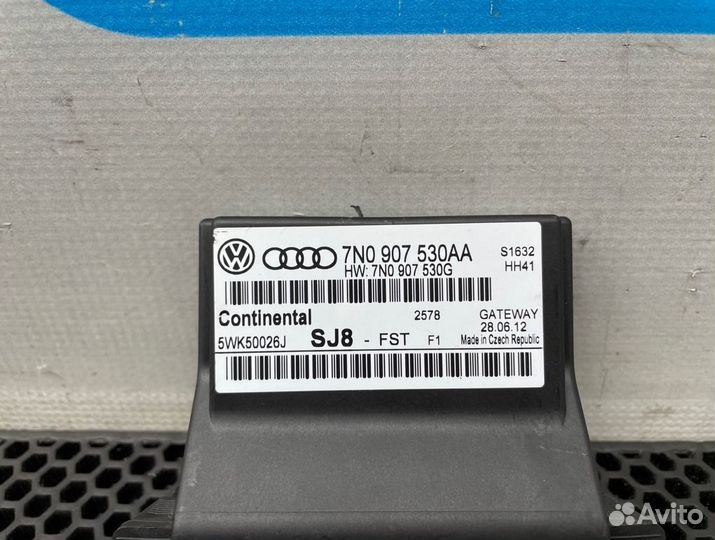 7N0 907 530AA
HW: 7N0 907 530G
S1632
HH41
Continental
2578
GATEWAY
28.06.12
5WK50026J
SJ8 - FST
F1
Made in Czech Republic
Avito